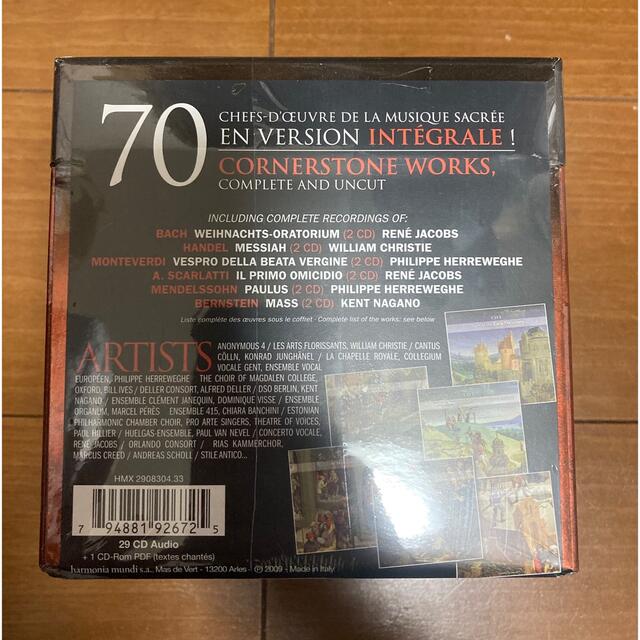 70
CHEFS-D'ŒUVRE DE LA MUSIQUE SACRÉE
EN VERSION INTÉGRALE !
CORNERSTONE WORKS,
COMPLETE AND UNCUT
INCLUDING COMPLETE RECORDINGS OF:
BACH WEIHNACHTS-ORATORIUM (2 CD) RENÉ JACOBS
HANDEL MESSIAH (2 CD) WILLIAM CHRISTIE
MONTEVERDI VESPRO DELLA BEATA VERGINE (2 CD) PHILIPPE HERREWEGHE
A. SCARLATTI IL PRIMO OMICIDIO (2 CD) RENÉ JACOBS
MENDELSSOHN PAULUS (2 CD) PHILIPPE HERREWEGHE
BERNSTEIN MASS (2 CD) KENT NAGANO
Liste complète des œuvres sous le coffret - Complete list of the works: see below
ARTISTS
ANONYMOUS 4 / LES ARTS FLORISSANTS, WILLIAM CHRISTIE / CANTUS
CÖLLN, KONRAD JUNGHÄNEL / LA CHAPELLE ROYALE, COLLEGIUM
VOCALE GENT, ENSEMBLE VOCAL
EUROPÉEN, PHILIPPE HERREWEGHE THE CHOIR OF MAGDALEN COLLEGE,
OXFORD, BILL IVES / DELLER CONSORT, ALFRED DELLER / DSO BERLIN, KENT
NAGANO / ENSEMBLE CLÉMENT JANEQUIN, DOMINIQUE VISSE / ENSEMBLE
ORGANUM, MARCEL PÉRÈS ENSEMBLE 415, CHIARA BANCHINI / ESTONIAN
PHILHARMONIC CHAMBER CHOIR, PRO ARTE SINGERS, THEATRE OF VOICES,
PAUL HILLIER / HUELGAS-ENSEMBLE, PAUL VAN NEVEL / CONCERTO VOCALE,
RENÉ JACOBS / ORLANDO CONSORT / RIAS KAMMERCHOR,
MARCUS CREED / ANDREAS SCHOLL / STILE ANTICO...
HMX 2908304.33
7 94881 92672 5
29 CD Audio
+ 1 CD-Rom PDF (textes chantés)
harmonia mundi s.a., Mas de Vert - 13200 Arles - ℗ 2009 - Made in Italy